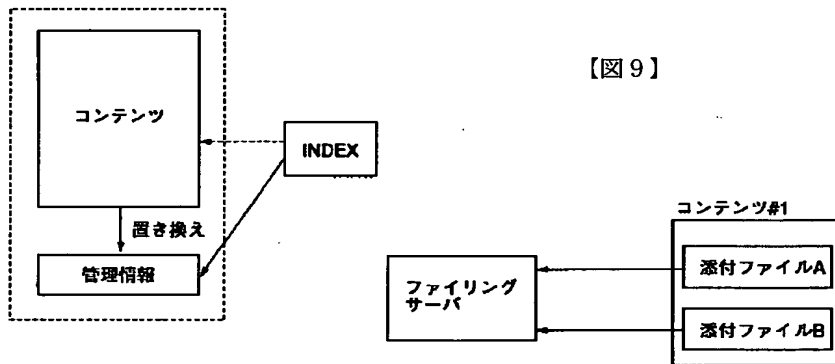 コンテンツ
INDEX
置き換え
管理情報
【図9】
コンテンツ#1
ファイリング
サーバ
添付ファイルA
添付ファイルB